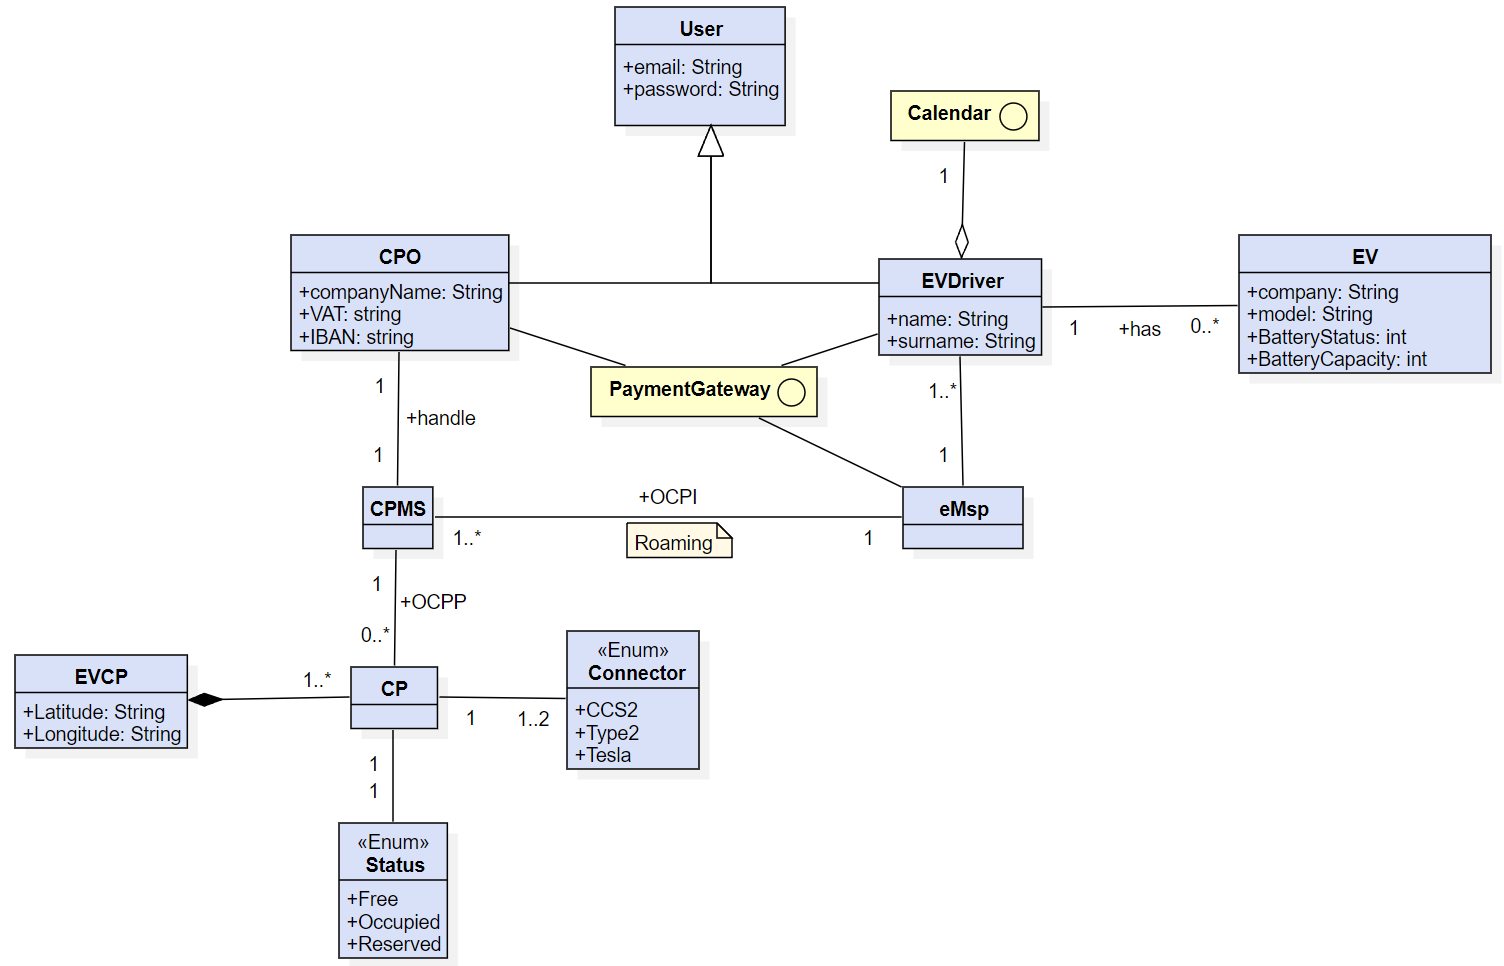 User
+email: String
+password: String
Calendar
1
CPO
+companyName: String
+VAT: string
+IBAN: string
EVDriver
+name: String
+surname: String
EV
+company: String
+model: String
+BatteryStatus: int
+BatteryCapacity: int
1
+has
0..*
PaymentGateway
1
+handle
1
1..*
1
CPMS
+OCPI
1..*
Roaming
1
eMsp
1
+OCPP
0..*
EVCP
+Latitude: String
+Longitude: String
1..*
CP
1
1..2
«Enum»
Connector
+CCS2
+Type2
+Tesla
1
1
«Enum»
Status
+Free
+Occupied
+Reserved